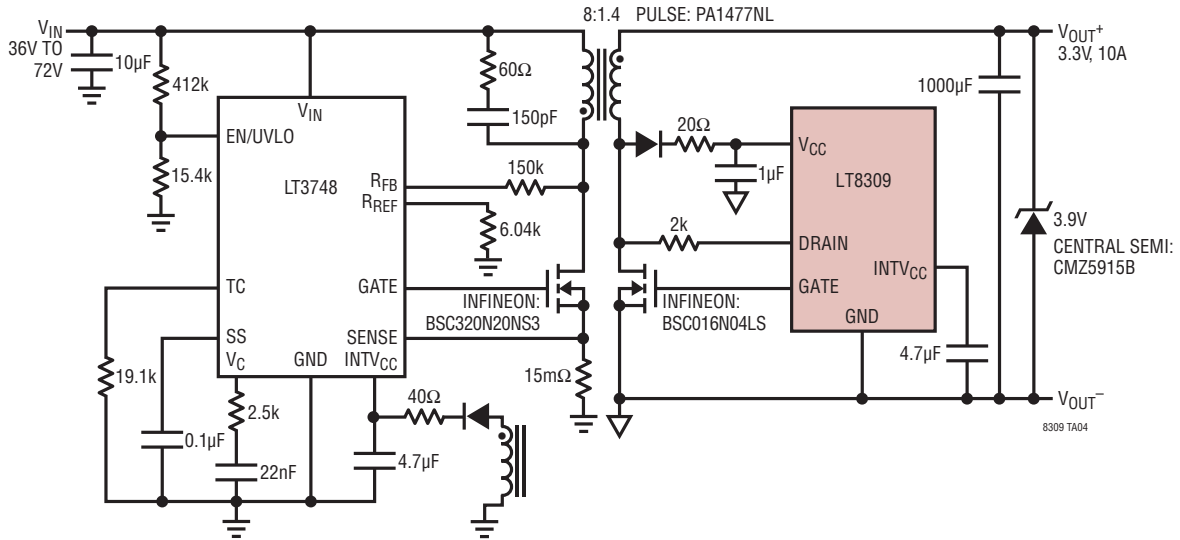 8:1.4 PULSE: PA1477NL
VIN
36V TO
72V
10µF
412k
15.4k
60Ω
150pF
VIN
EN/UVLO
LT3748
RFB
RREF
150k
6.04k
TC
GATE
SS
VC
GND
SENSE
INTVCC
INFINEON:
BSC320N20NS3
15mΩ
19.1k
0.1µF
2.5k
22nF
40Ω
4.7µF
20Ω
1µF
2k
VCC
LT8309
DRAIN
INTVCC
GATE
GND
INFINEON:
BSC016N04LS
4.7µF
1000µF
VOUT+
3.3V, 10A
3.9V
CENTRAL SEMI:
CMZ5915B
VOUT–
8309 TA04